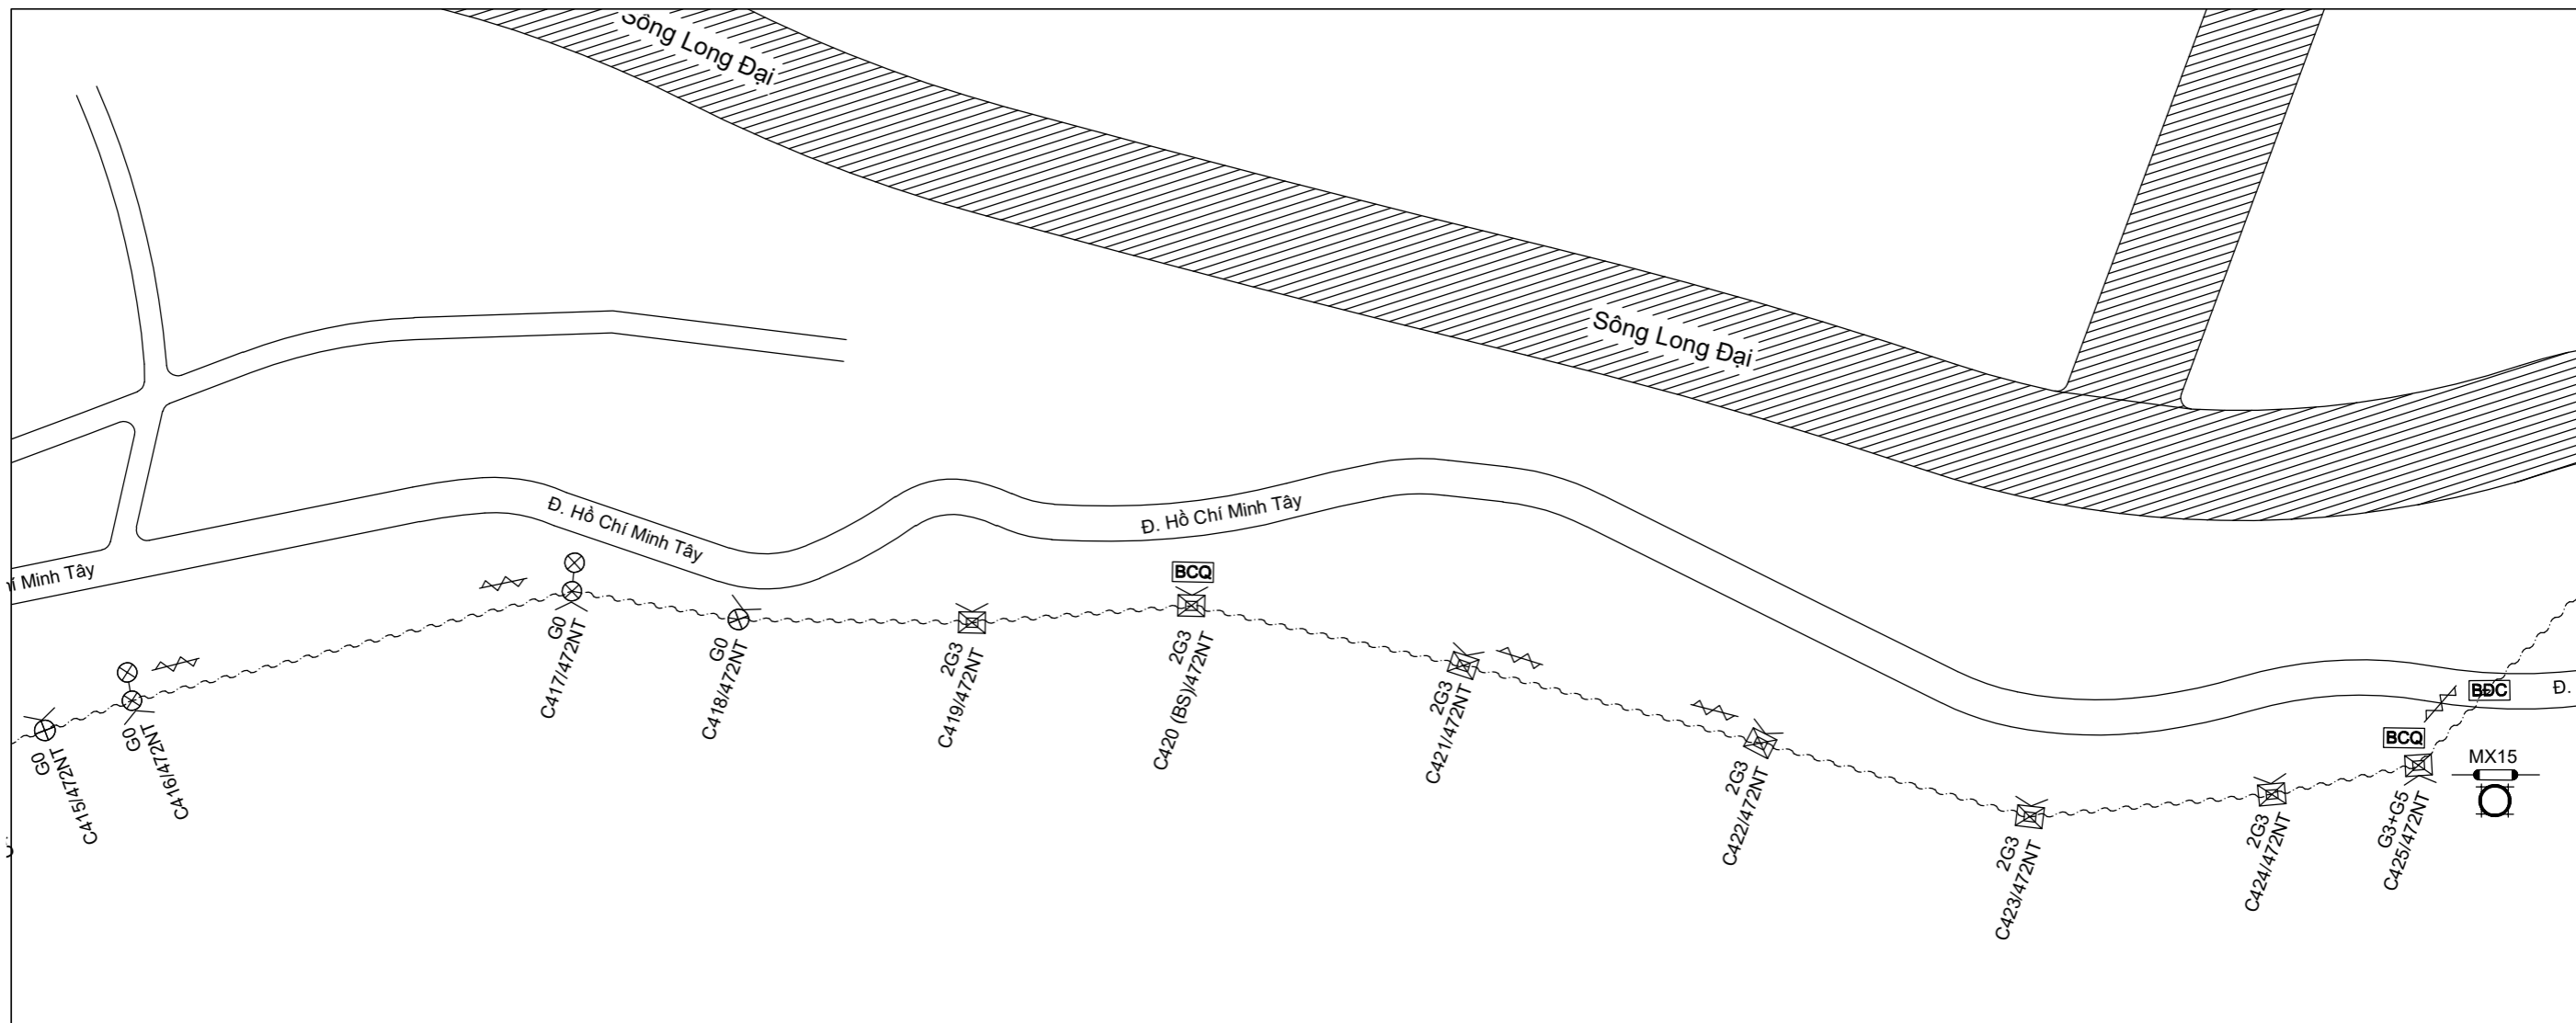 Sông Long Đại
Sông Long Đại
Đ. Hồ Chí Minh Tây
Đ. Hồ Chí Minh Tây
Minh Tây
BCQ
G0
C415/472NT
G0
C416/472NT
G0
C417/472NT
G0
C418/472NT
2G3
C419/472NT
2G3
C420 (BS)/472NT
2G3
C421/472NT
2G3
C422/472NT
2G3
C423/472NT
2G3
C424/472NT
G3+G5
C425/472NT
BCQ
BĐC
Đ.
MX15